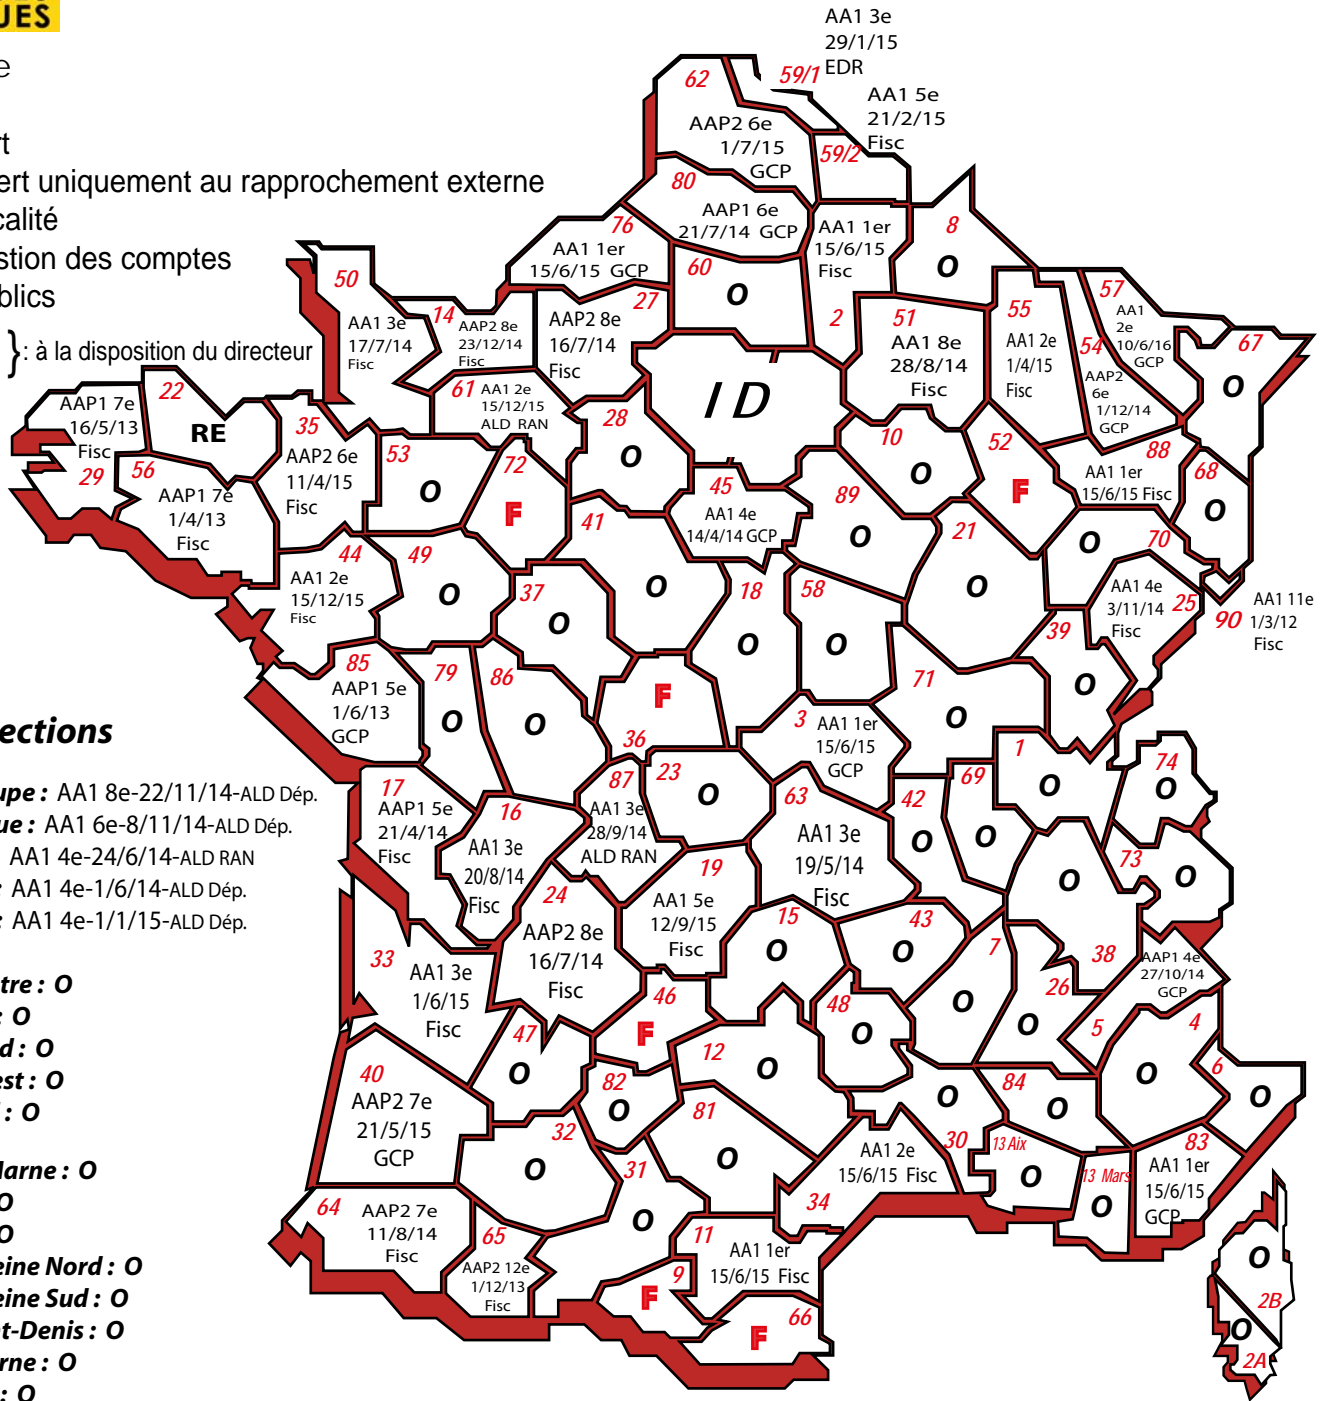 UES
e
rt
ert uniquement au rapprochement externe
calité
stion des comptes
blics
}: à la disposition du directeur
AA1 3e
29/1/15
EDR
59/1
AA1 5e
21/2/15
Fisc
59/2
62
AAP2 6e
1/7/15
GCP
80
AAP1 6e
21/7/14 GCP
76
AA1 1er
15/6/15 GCP
60
O
AA1 1er
15/6/15
Fisc
2
8
O
50
AA1 3e
17/7/14
Fisc
14
AAP2 8e
23/12/14
Fisc
27
AAP2 8e
16/7/14
Fisc
51
AA1 8e
28/8/14
Fisc
55
AA1 2e
1/4/15
Fisc
54
AAP2
6e
1/12/14
GCP
57
AA1
2e
10/6/16
GCP
67
O
61
AA1 2e
15/12/15
ALD RAN
28
O
ID
10
O
52
F
88
AA1 1er
15/6/15 Fisc
68
O
AAP1 7e
16/5/13
Fisc
29
22
RE
56
AAP1 7e
1/4/13
Fisc
35
AAP2 6e
11/4/15
Fisc
53
O
72
F
41
O
45
AA1 4e
14/4/14 GCP
89
O
21
O
70
O
AA1 4e
3/11/14
Fisc
25
90
AA1 11e
1/3/12
Fisc
44
AA1 2e
15/12/15
Fisc
49
O
37
O
18
O
58
O
39
O
85
AAP1 5e
1/6/13
GCP
79
O
86
O
F
36
3
AA1 1er
15/6/15
GCP
71
O
1
O
74
O
ections
upe : AA1 8e-22/11/14-ALD Dép.
ue : AA1 6e-8/11/14-ALD Dép.
AA1 4e-24/6/14-ALD RAN
: AA1 4e-1/6/14-ALD Dép.
: AA1 4e-1/1/15-ALD Dép.
17
AAP1 5e
21/4/14
Fisc
16
AA1 3e
20/8/14
Fisc
87
AA1 3e
28/9/14
ALD RAN
23
O
63
AA1 3e
19/5/14
Fisc
42
O
69
O
73
O
38
O
24
AAP2 8e
16/7/14
Fisc
19
AA1 5e
12/9/15
Fisc
15
O
43
O
7
O
26
O
AAP1 4e
27/10/14
GCP
5
4
O
6
O
33
AA1 3e
1/6/15
Fisc
46
F
48
O
47
O
12
O
82
O
81
O
40
AAP2 7e
21/5/15
GCP
32
O
31
O
30
O
84
O
13 Aix
O
13 Mars
O
83
AA1 1er
15/6/15
GCP
AA1 2e
15/6/15 Fisc
34
64
AAP2 7e
11/8/14
Fisc
65
AAP2 12e
1/12/13
Fisc
11
AA1 1er
15/6/15 Fisc
9
F
66
F
O
2B
O
2A
tre : O
: O
d : O
est : O
l : O
Marne : O
O
O
eine Nord : O
eine Sud : O
nt-Denis : O
arne : O
: O